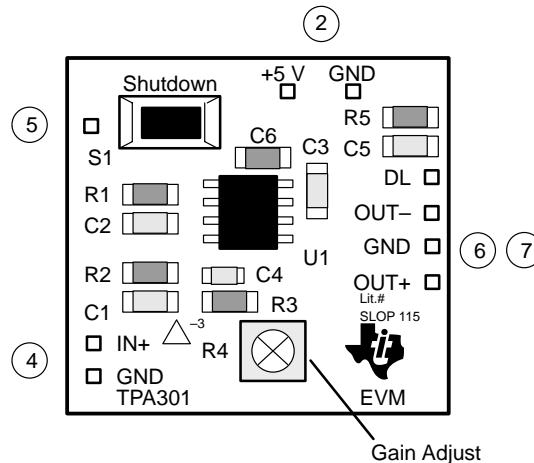 2
+5 V GND
Shutdown
R5
5
C6
C3
C5
S1
DL
R1
OUT–
C2
GND
6 7
U1
R2
C4
OUT+
Lit.#
C1
R3
SLOP 115
–3
IN+
R4
4
GND
TPA301
EVM
Gain Adjust